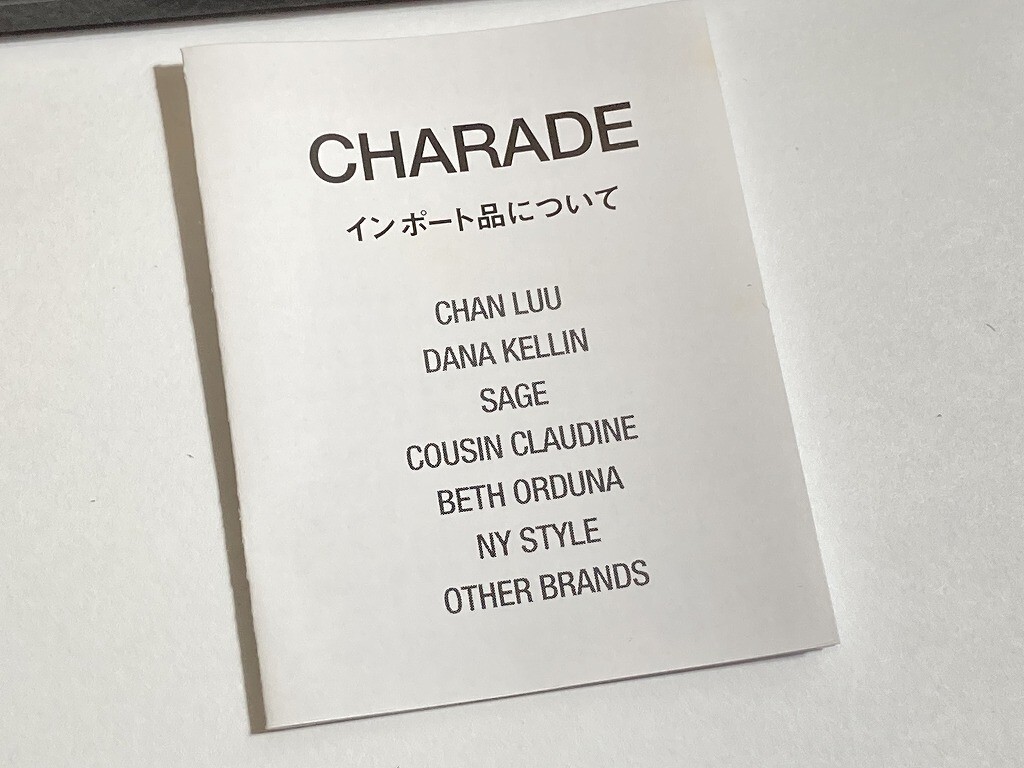 CHARADE
インポート品について
CHAN LUU
DANA KELLIN
SAGE
COUSIN CLAUDINE
BETH ORDUNA
NY STYLE
OTHER BRANDS